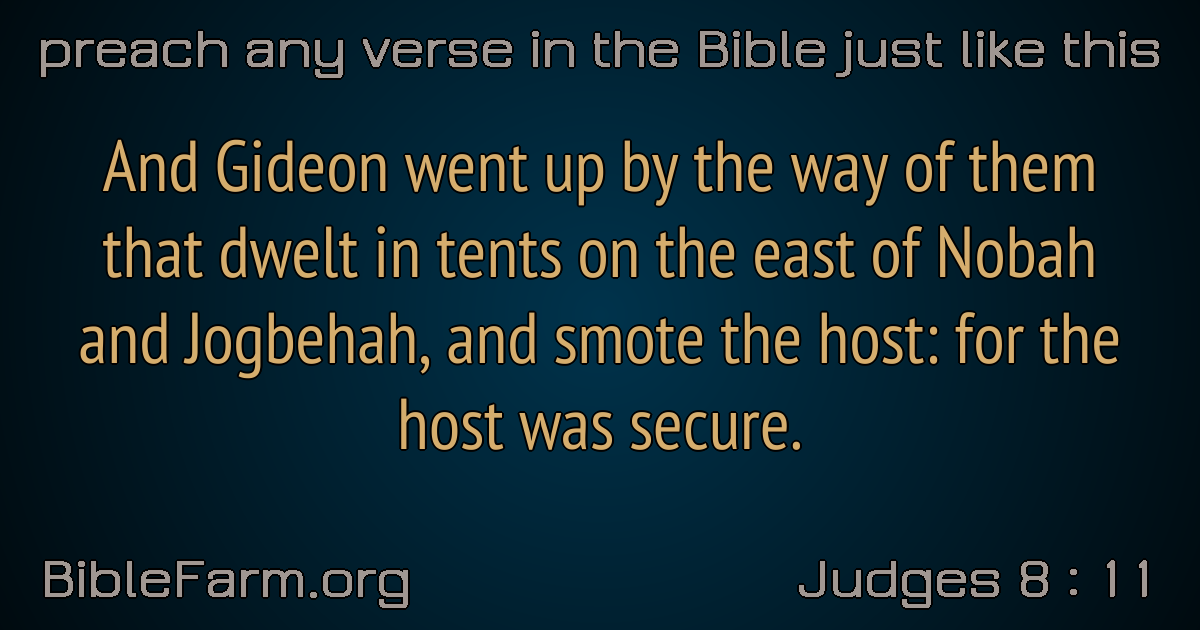 preach any verse in the Bible just like this
And Gideon went up by the way of them
that dwelt in tents on the east of Nobah
and Jogbehah, and smote the host: for the
host was secure.
BibleFarm.org
Judges 8 : 11